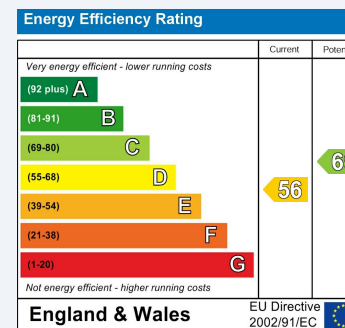 Energy Efficiency Rating
Current
Very energy efficient - lower running costs
(92 plus) A
(81-91) B
(69-80) C
(55-68) D
56
(39-54) E
(21-38) F
(1-20) G
Not energy efficient - higher running costs
England & Wales
EU Directive
2002/91/EC